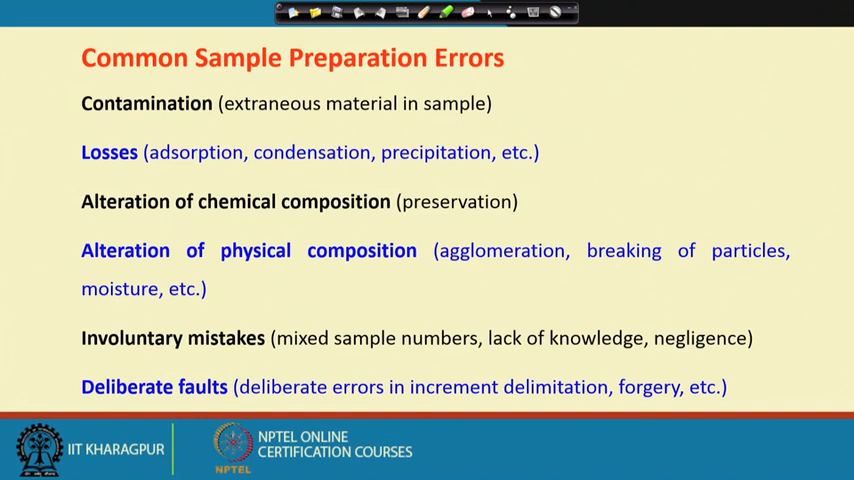 Common Sample Preparation Errors
Contamination (extraneous material in sample)
Losses (adsorption, condensation, precipitation, etc.)
Alteration of chemical composition (preservation)
Alteration of physical composition (agglomeration, breaking of particles,
moisture, etc.)
Involuntary mistakes (mixed sample numbers, lack of knowledge, negligence)
Deliberate faults (deliberate errors in increment delimitation, forgery, etc.)
IIT KHARAGPUR
NPTEL
NPTEL ONLINE
CERTIFICATION COURSES